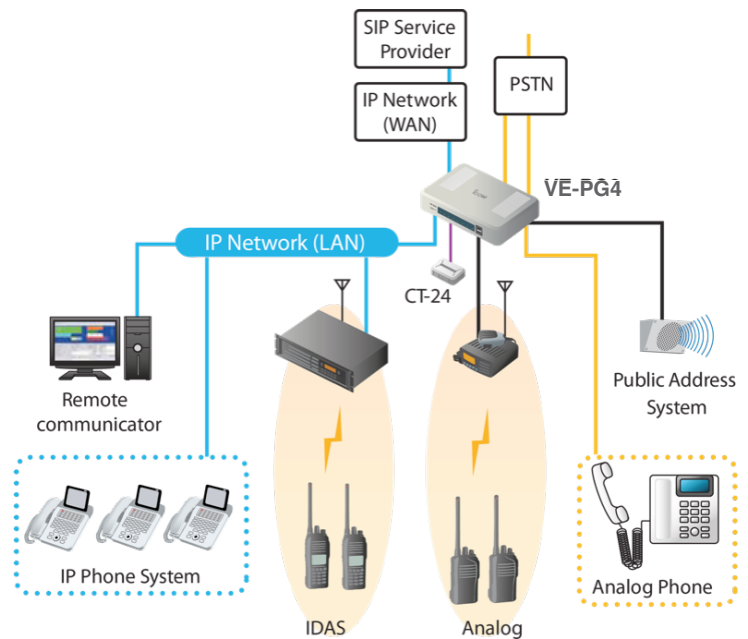 SIP Service
Provider
IP Network
(WAN)
PSTN
VE-PG4
IP Network (LAN)
CT-24
Remote
communicator
Public Address
System
IP Phone System
Analog Phone
IDAS
Analog